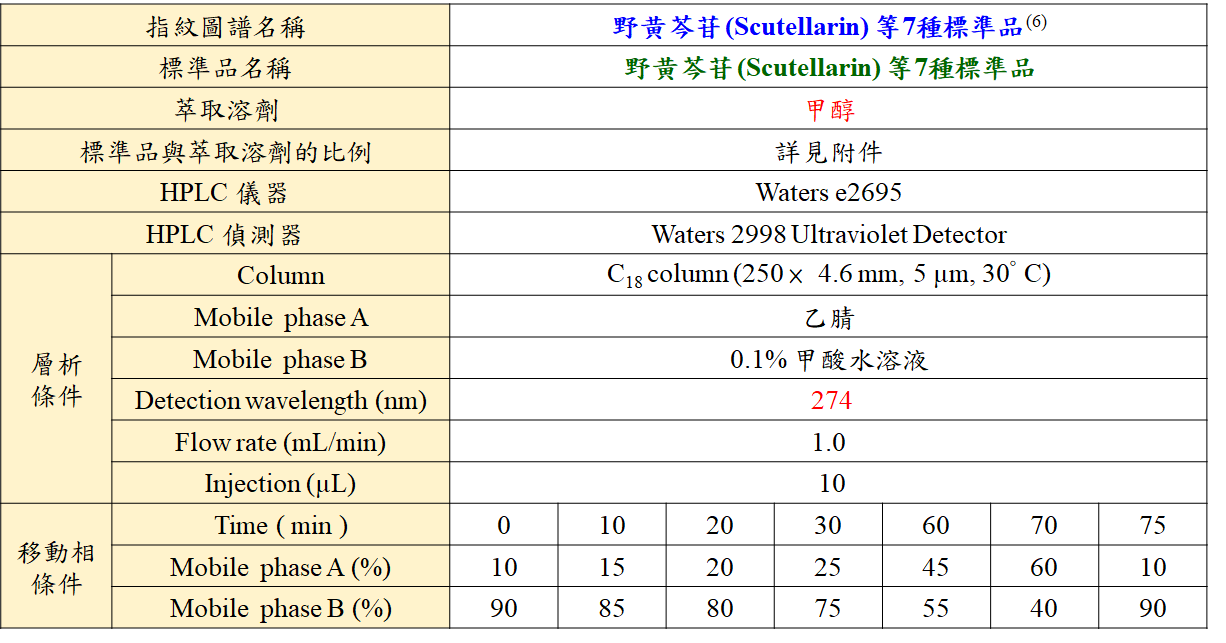 指紋圖譜名稱 野黃芩苷(Scutellarin) 等7種標準品(6)
標準品名稱 野黃芩苷(Scutellarin) 等7種標準品
萃取溶劑 甲醇
標準品與萃取溶劑的比例 詳見附件
HPLC 儀器 Waters e2695
HPLC 偵測器 Waters 2998 Ultraviolet Detector
層析條件
Column C18 column (250 × 4.6 mm, 5 μm, 30° C)
Mobile phase A 乙腈
Mobile phase B 0.1% 甲酸水溶液
Detection wavelength (nm) 274
Flow rate (mL/min) 1.0
Injection (μL) 10
移動相條件
Time ( min ) 0 10 20 30 60 70 75
Mobile phase A (%) 10 15 20 25 45 60 10
Mobile phase B (%) 90 85 80 75 55 40 90